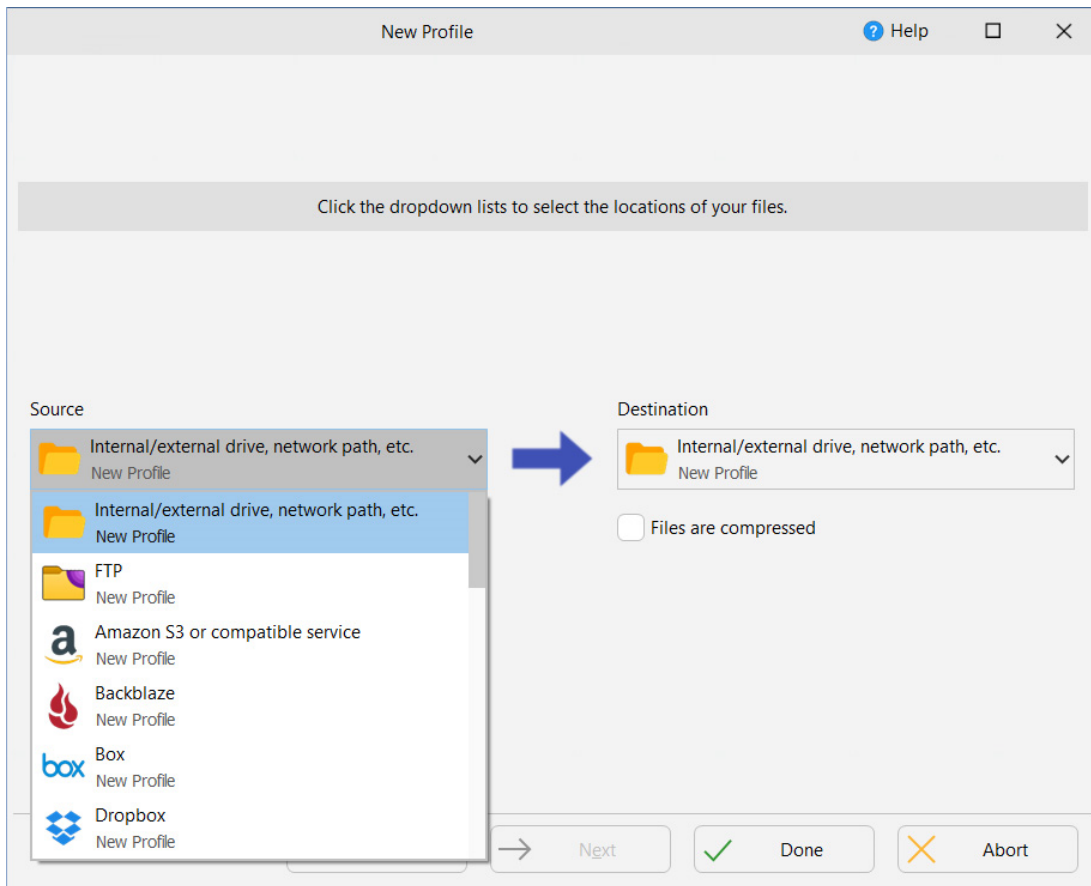 New Profile
Help
Click the dropdown lists to select the locations of your files.
Source
Internal/external drive, network path, etc.
New Profile
Destination
Internal/external drive, network path, etc.
New Profile
Files are compressed
Internal/external drive, network path, etc.
New Profile
FTP
New Profile
a
Amazon S3 or compatible service
New Profile
Backblaze
New Profile
box
Box
New Profile
Dropbox
New Profile
Next
Done
Abort